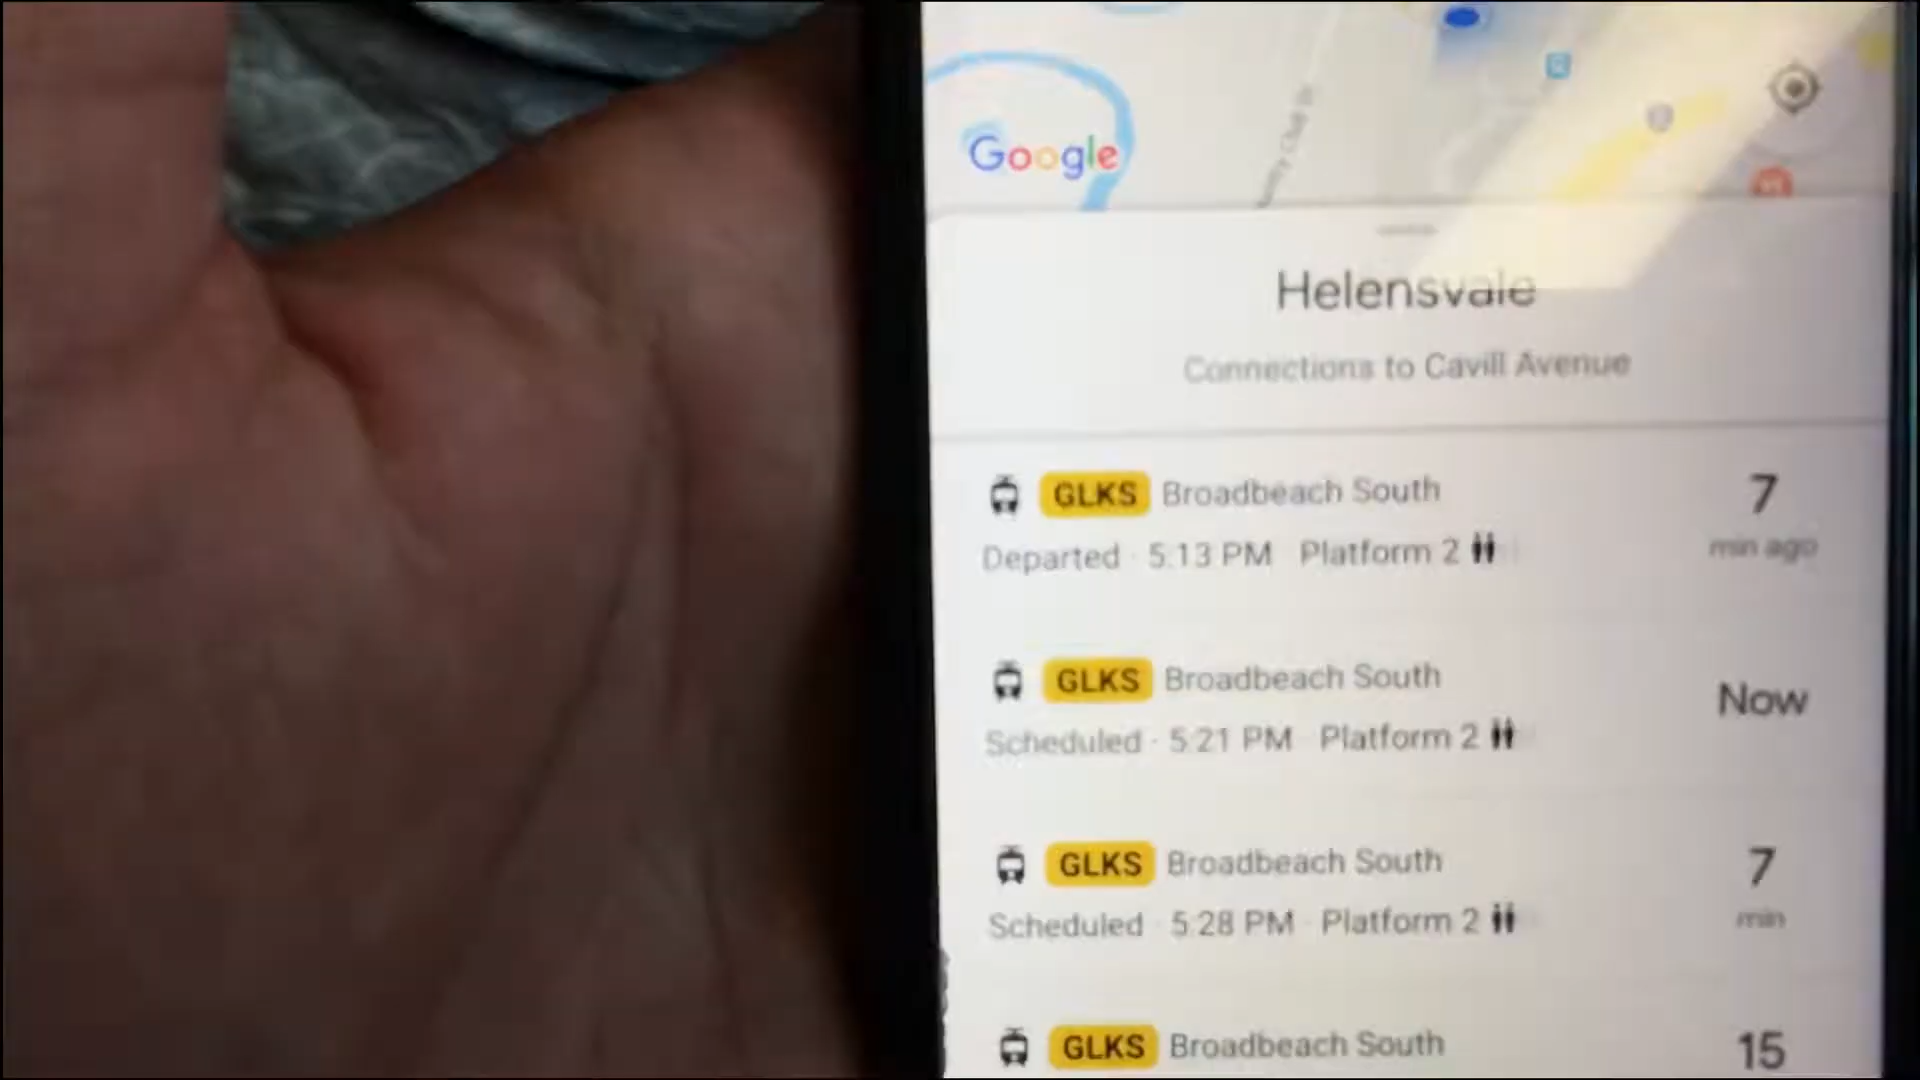 Google
Helensvale
Connections to Cavill Avenue
GLKS Broadbeach South 7
Departed · 5:13 PM Platform 2 min ago
GLKS Broadbeach South
Now
Scheduled · 5:21 PM · Platform 2
GLKS Broadbeach South 7
Scheduled · 5:28 PM · Platform 2 min
GLKS Broadbeach South 15